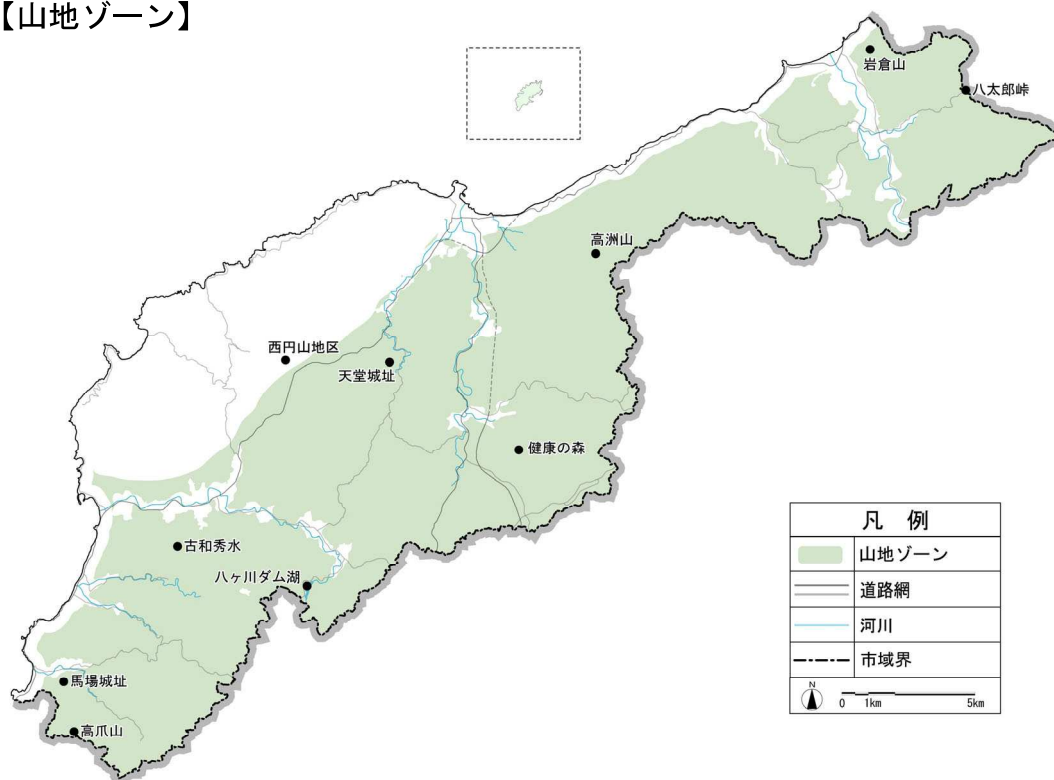 【山地ゾーン】
岩倉山
八太郎峠
高洲山
西円山地区
天堂城址
健康の森
古和秀水
八ヶ川ダム湖
馬場城址
高爪山
凡 例
山地ゾーン
道路網
河川
市域界
N
0 1km 5km